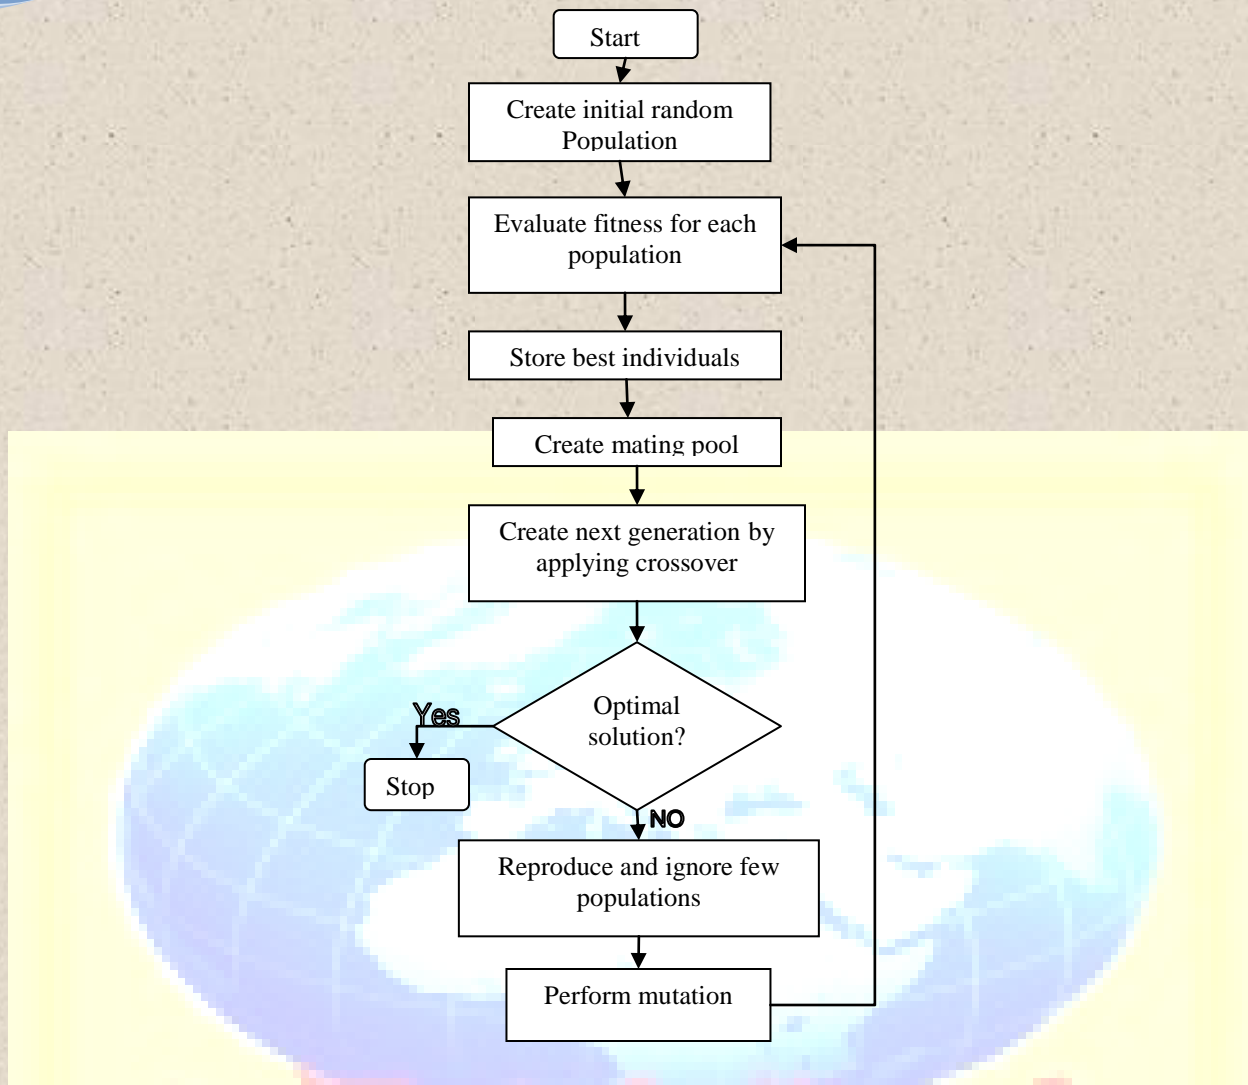 Start
Create initial random
Population
Evaluate fitness for each
population
Store best individuals
Create mating pool
Create next generation by
applying crossover
Optimal
solution?
Yes
Stop
NO
Reproduce and ignore few
populations
Perform mutation